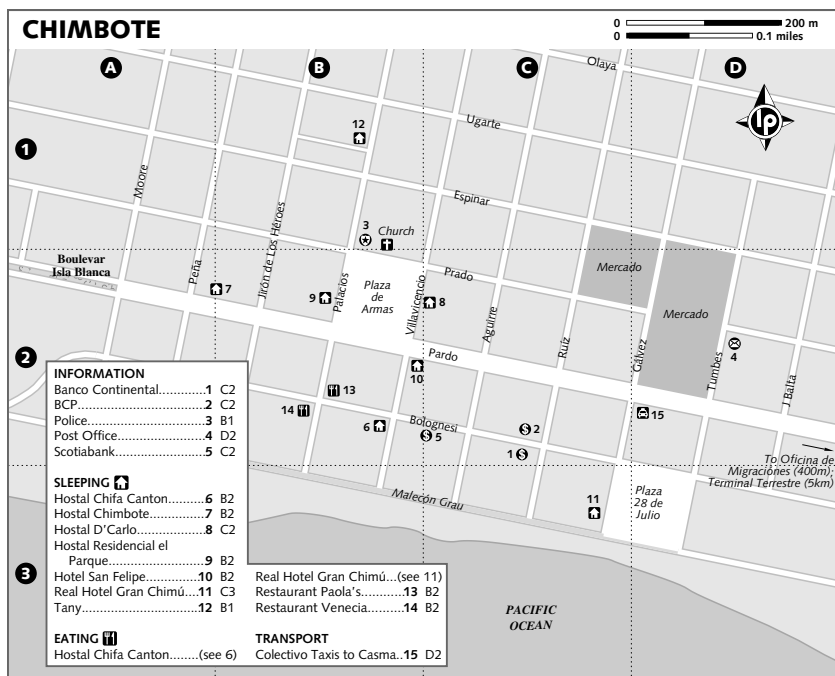 CHIMBOTE
0 200 m
0 0.1 miles
A
B
C
D
Olaya
lp
12
Ugarte
1
Moore
Espinar
3
Church
Boulevar
Isla Blanca
Peña
Jirón de Los Héroes
Prado
Mercado
7
9
Palacios
Plaza
de
Armas
Villavicencio
8
Aguirre
Mercado
Ruíz
Gálvez
Tumbes
4
J Balta
2
Pardo
10
13
14
6
Bolognesi
5
2
1
15
To Oficina de
Migraciónes (400m);
Terminal Terrestre (5km)
Malecón Grau
11
Plaza
28 de
Julio
3
PACIFIC
OCEAN
INFORMATION
Banco Continental..............1 C2
BCP..............2 C2
Police..............3 B1
Post Office..............4 D2
Scotiabank..............5 C2
SLEEPING
Hostal Chifa Canton........6 B2
Hostal Chimbote..............7 B2
Hostal D'Carlo..............8 C2
Hostal Residencial el
Parque..............9 B2
Hotel San Felipe..............10 B2
Real Hotel Gran Chimú...11 C3
Tany..............12 B1
EATING
Hostal Chifa Canton........(see 6)
Real Hotel Gran Chimú...(see 11)
Restaurant Paola's..........13 B2
Restaurant Venecia..........14 B2
TRANSPORT
Colectivo Taxis to Casma..15 D2